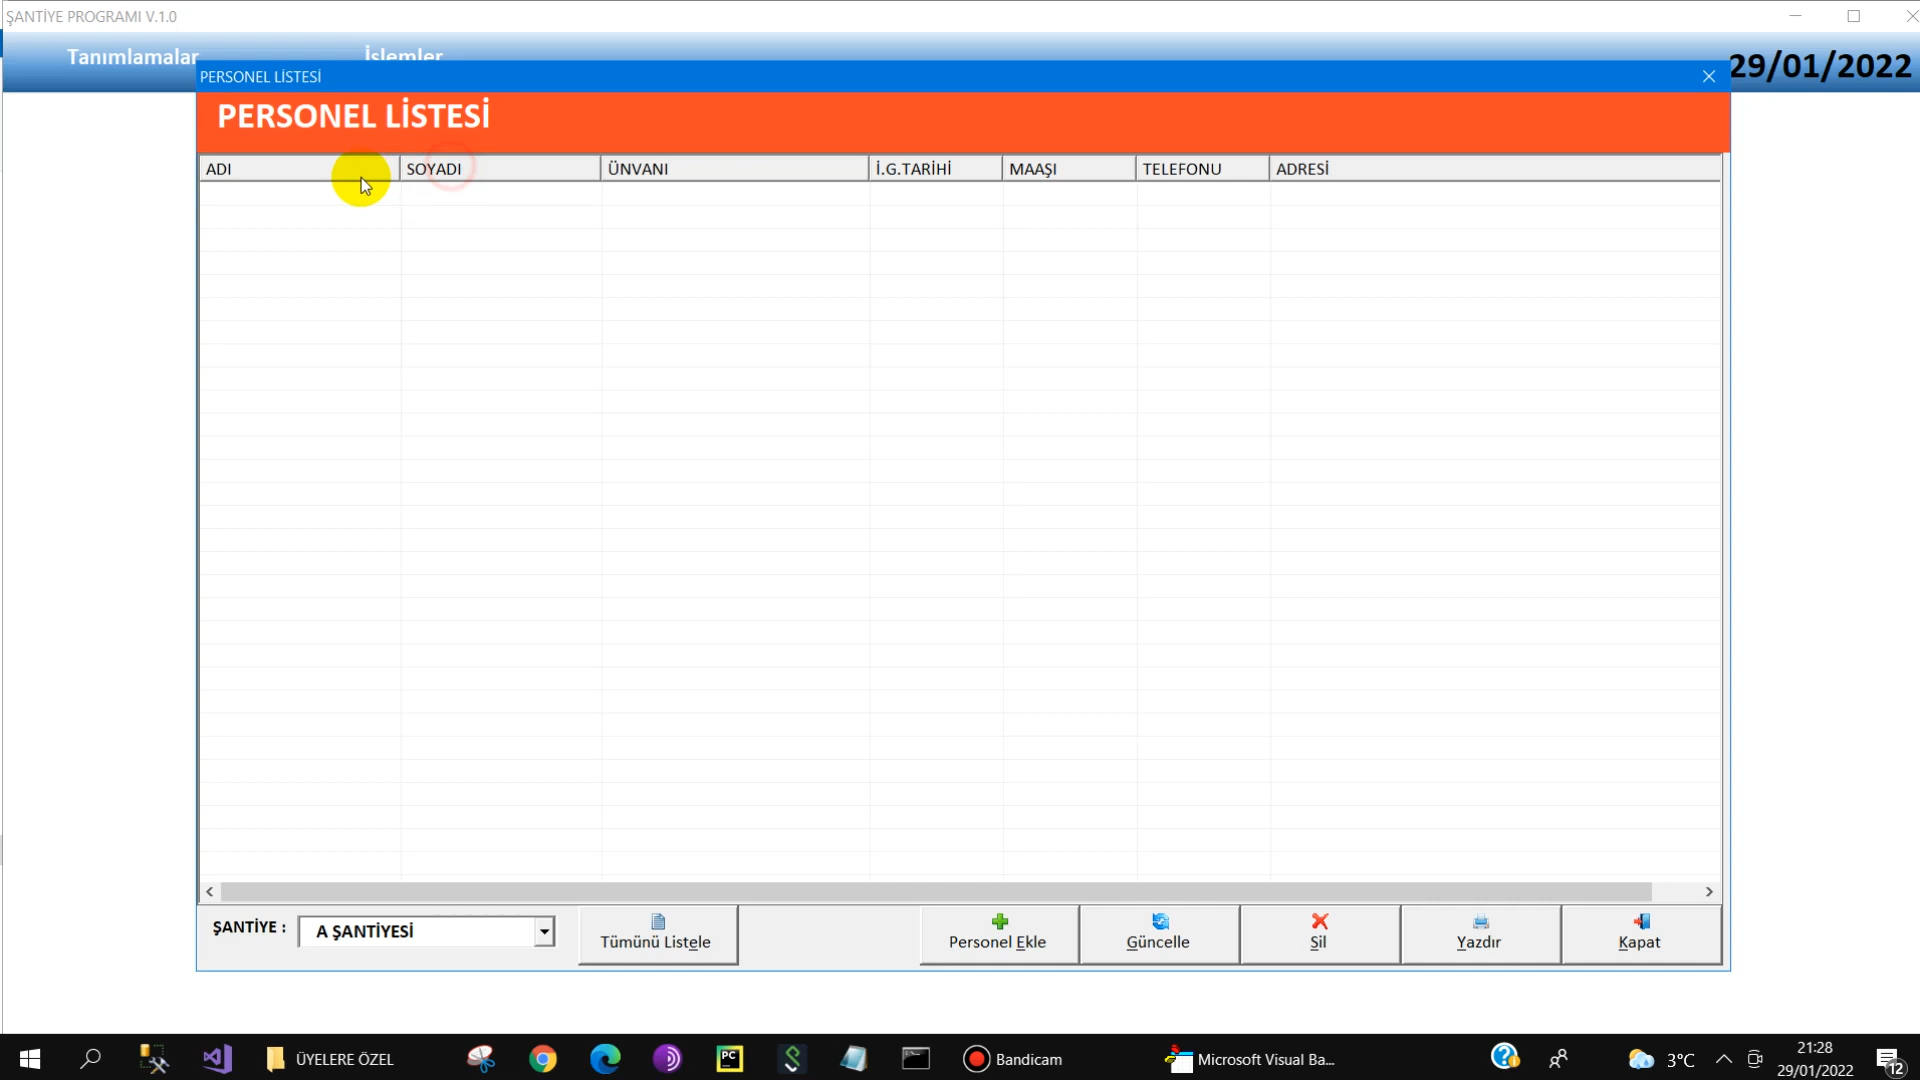 ŞANTİYE PROGRAMI V.1.0
Tanımlamalar İşlemler
29/01/2022
PERSONEL LİSTESİ
PERSONEL LİSTESİ
ADI SOYADI ÜNVANI İ.G.TARİHİ MAAŞI TELEFONU ADRESİ
ŞANTİYE : A ŞANTİYESİ Tümünü Listele Personel Ekle Güncelle Sil Yazdır Kapat
ÜYELERE ÖZEL PC Bandicam Microsoft Visual Ba... 3°C 21:28
29/01/2022 12